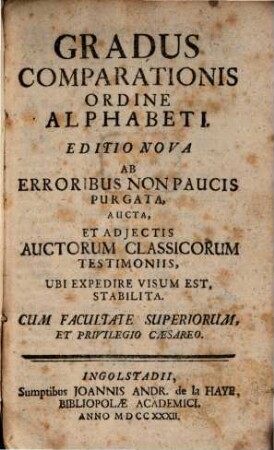 GRADUS
COMPARATIONIS
ORDINE
ALPHABETI.
EDITIO NOVA
AB
ERRORIBUS NON PAUCIS
PURGATA,
AUCTA,
ET ADJECTIS
AUCTORUM CLASSICORUM
TESTIMONIIS,
UBI EXPEDIRE VISUM EST,
STABILITA.
CUM FACULTATE SUPERIORUM,
ET PRIVILEGIO CÆSAREO.
INGOLSTADII,
Sumptibus JOANNIS ANDR. de la HAYE,
BIBLIOPOLÆ ACADEMICI.
ANNO MDCCXXXII.